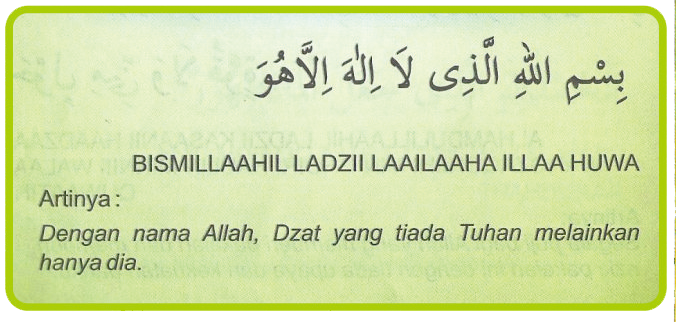 بِسْمِ اللهِ الَّذِى لَا اِلٰهَ اِلَّاهُوَ
BISMILLAAHIL LADZII LAAILAAHA ILLAA HUWA
Artinya :
Dengan nama Allah, Dzat yang tiada Tuhan melainkan
hanya dia.